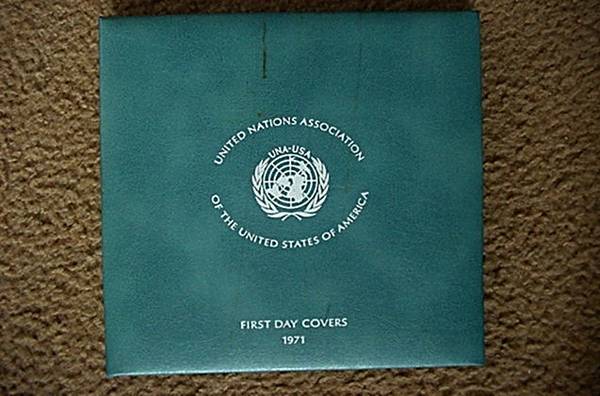 UNITED NATIONS ASSOCIATION
UNA-USA
OF THE UNITED STATES OF AMERICA
FIRST DAY COVERS
1971